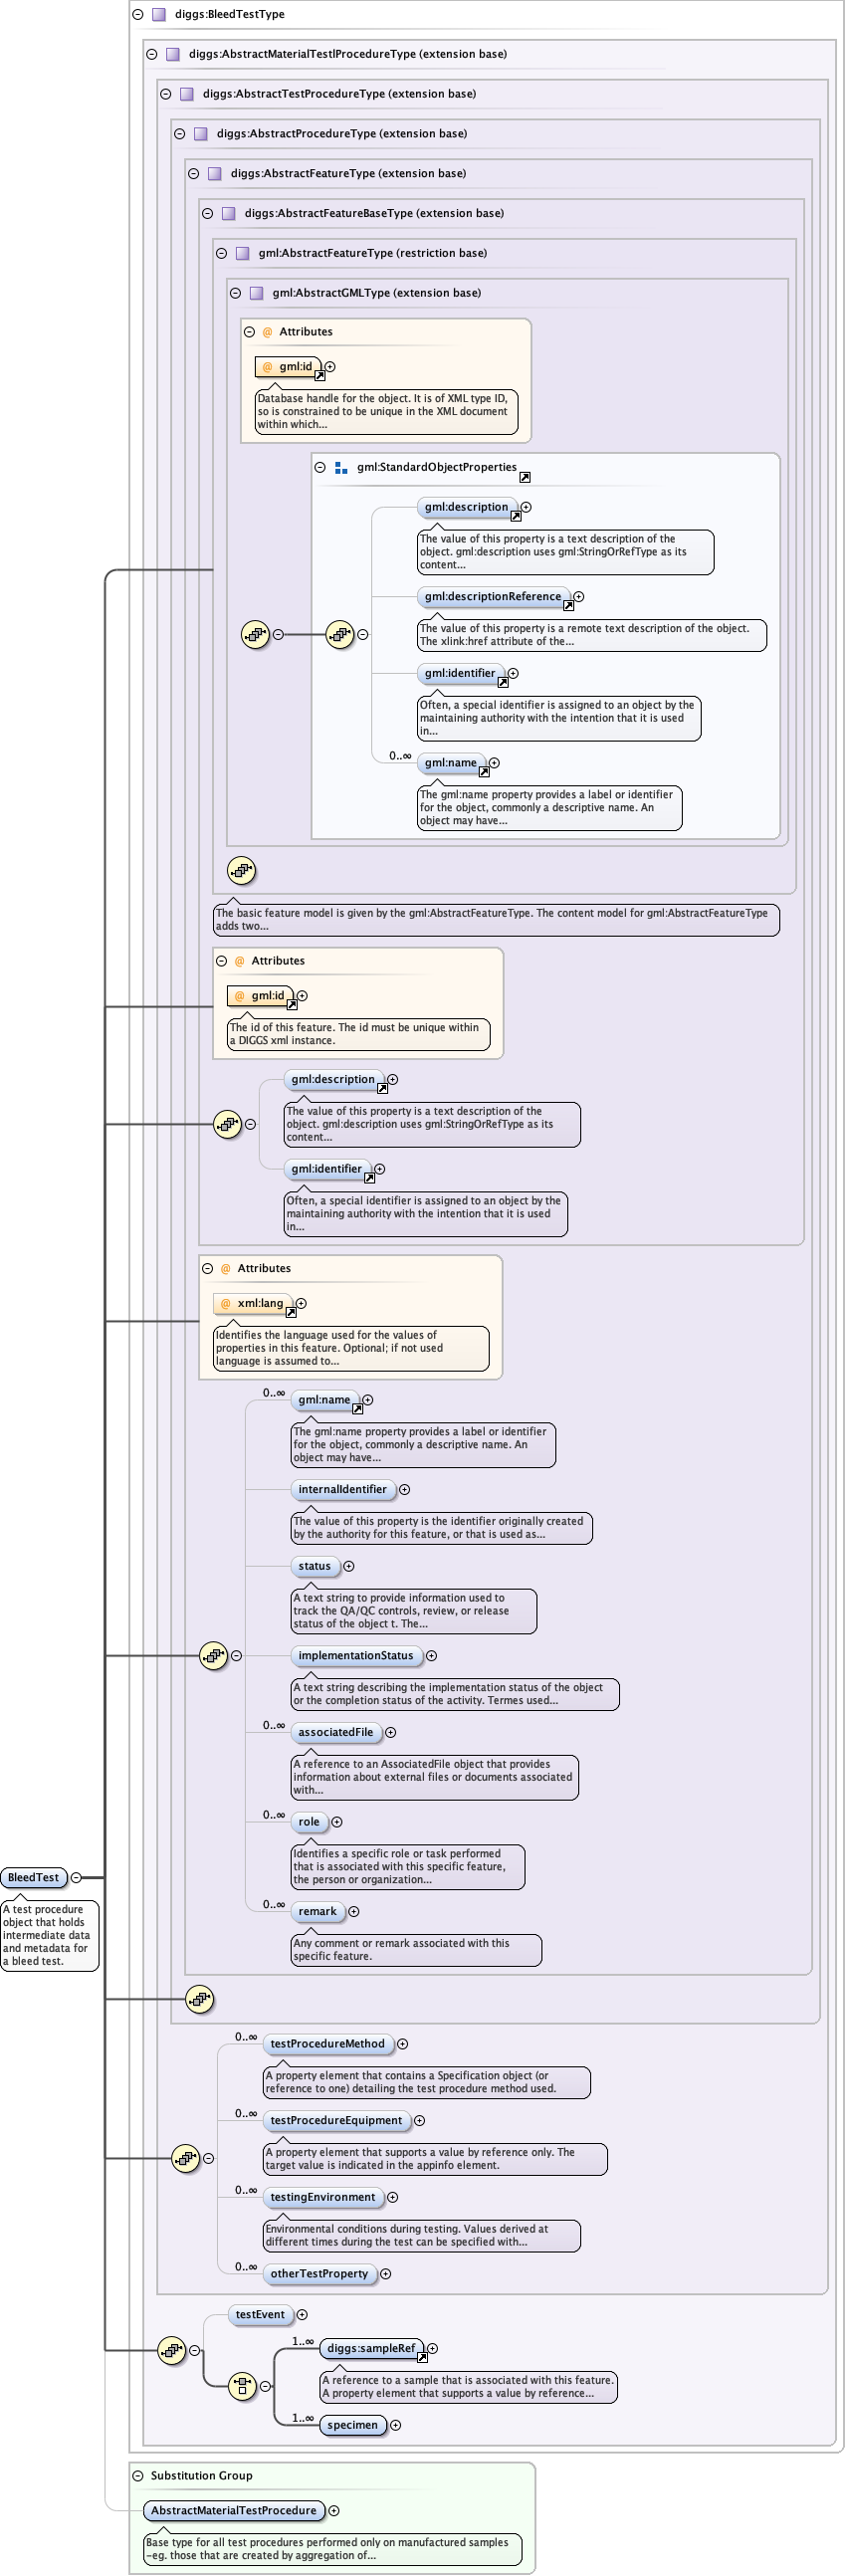 diggs:BleedTestType
diggs:AbstractMaterialTestlProcedureType (extension base)
diggs:AbstractTestProcedureType (extension base)
diggs:AbstractProcedureType (extension base)
diggs:AbstractFeatureType (extension base)
diggs:AbstractFeatureBaseType (extension base)
gml:AbstractFeatureType (restriction base)
gml:AbstractGMLType (extension base)
@ Attributes
@ gml:id
Database handle for the object. It is of XML type ID,
so is constrained to be unique in the XML document
within which...
gml:StandardObjectProperties
gml:description
The value of this property is a text description of the
object. gml:description uses gml:StringOrRefType as its
content...
gml:descriptionReference
The value of this property is a remote text description of the object.
The xlink:href attribute of the...
gml:identifier
Often, a special identifier is assigned to an object by the
maintaining authority with the intention that it is used
in...
0..∞
gml:name
The gml:name property provides a label or identifier
for the object, commonly a descriptive name. An
object may have...
The basic feature model is given by the gml:AbstractFeatureType. The content model for gml:AbstractFeatureType
adds two...
@ Attributes
@ gml:id
The id of this feature. The id must be unique within
a DIGGS xml instance.
gml:description
The value of this property is a text description of the
object. gml:description uses gml:StringOrRefType as its
content...
gml:identifier
Often, a special identifier is assigned to an object by the
maintaining authority with the intention that it is used
in...
@ Attributes
@ xml:lang
Identifies the language used for the values of
properties in this feature. Optional; if not used
language is assumed to...
0..∞
gml:name
The gml:name property provides a label or identifier
for the object, commonly a descriptive name. An
object may have...
internalIdentifier
The value of this property is the identifier originally created
by the authority for this feature, or that is used as...
status
A text string to provide information used to
track the QA/QC controls, review, or release
status of the object t. The...
implementationStatus
A text string describing the implementation status of the object
or the completion status of the activity. Termes used...
0..∞
associatedFile
A reference to an AssociatedFile object that provides
information about external files or documents associated
with...
0..∞
role
Identifies a specific role or task performed
that is associated with this specific feature,
the person or organization...
BleedTest
A test procedure
object that holds
intermediate data
and metadata for
a bleed test.
0..∞
remark
Any comment or remark associated with this
specific feature.
0..∞
testProcedureMethod
A property element that contains a Specification object (or
reference to one) detailing the test procedure method used.
0..∞
testProcedureEquipment
A property element that supports a value by reference only. The
target value is indicated in the appinfo element.
0..∞
testingEnvironment
Environmental conditions during testing. Values derived at
different times during the test can be specified with...
0..∞
otherTestProperty
testEvent
1..∞
diggs:sampleRef
A reference to a sample that is associated with this feature.
A property element that supports a value by reference...
1..∞
specimen
Substitution Group
AbstractMaterialTestProcedure
Base type for all test procedures performed only on manufactured samples
-eg. those that are created by aggregation of...